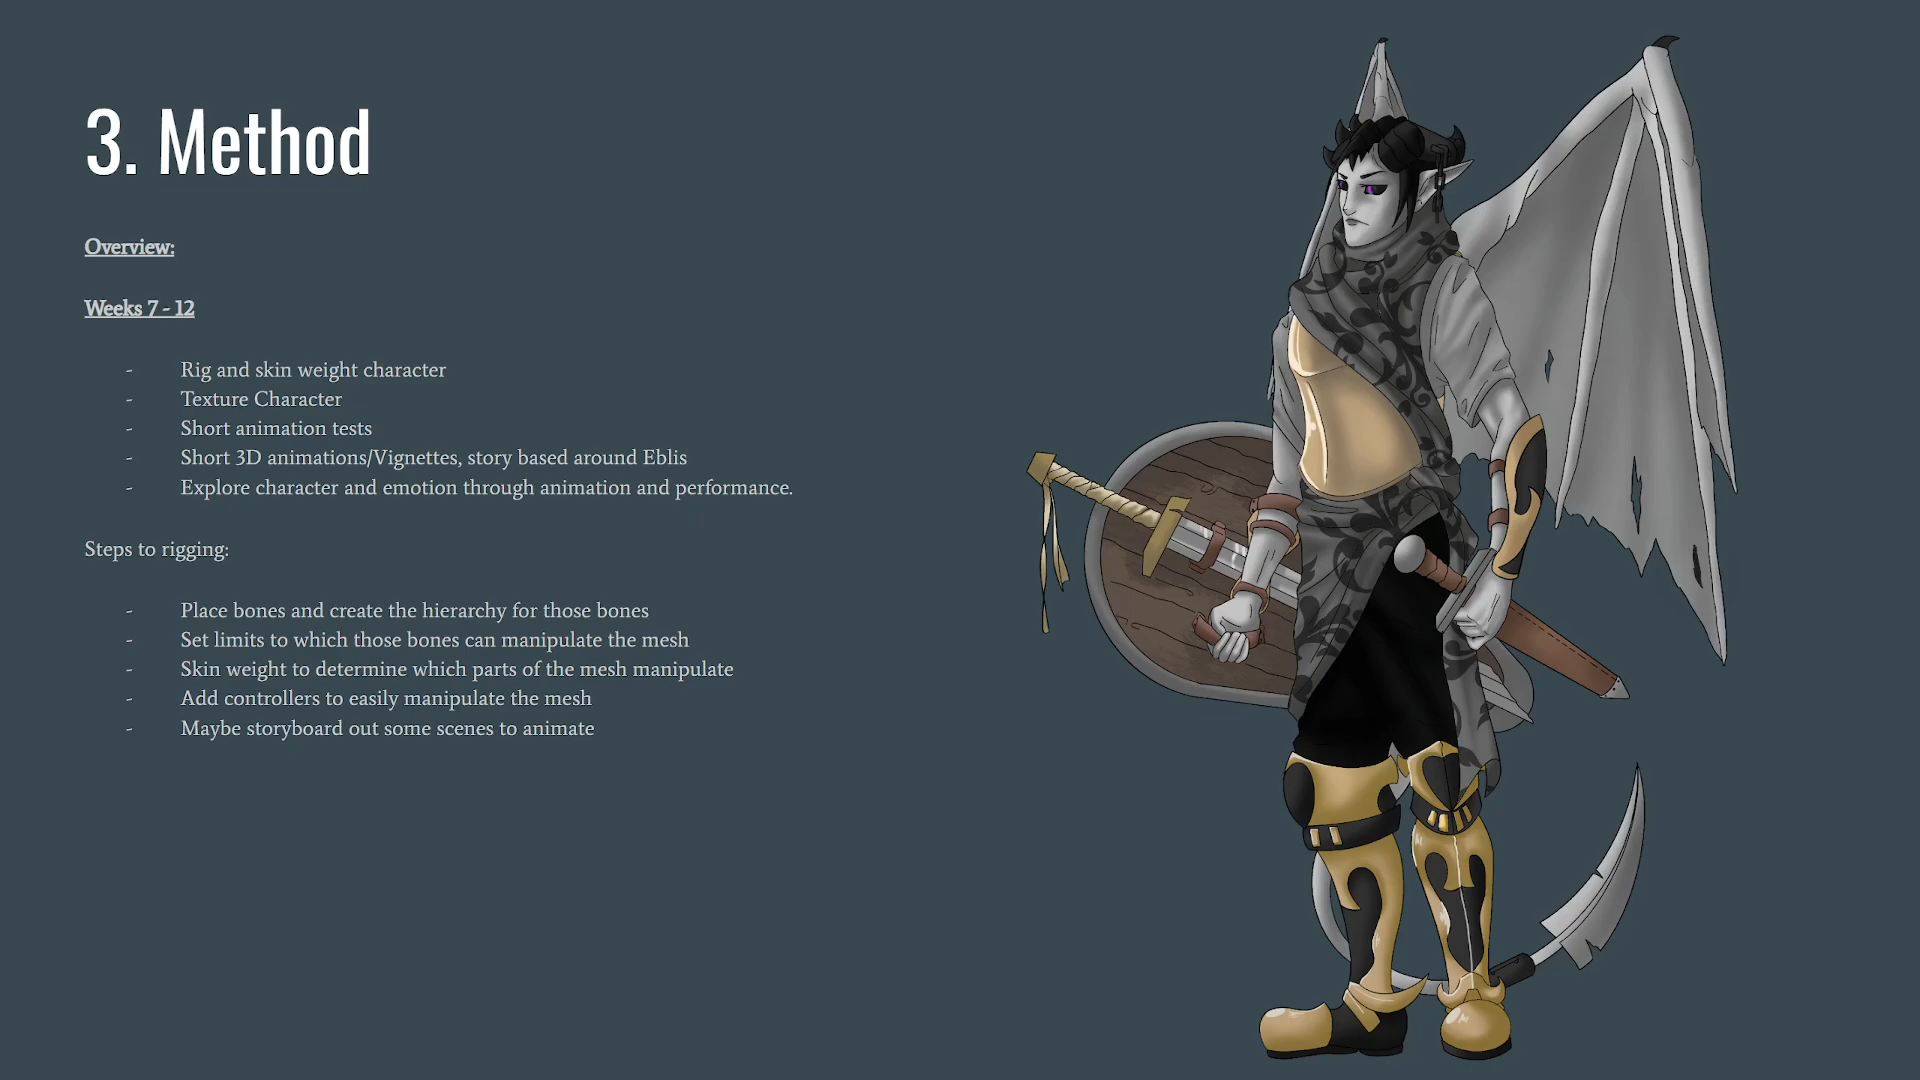 3. Method
Overview:
Weeks 7 - 12
- Rig and skin weight character
- Texture Character
- Short animation tests
- Short 3D animations/Vignettes, story based around Eblis
- Explore character and emotion through animation and performance.
Steps to rigging:
- Place bones and create the hierarchy for those bones
- Set limits to which those bones can manipulate the mesh
- Skin weight to determine which parts of the mesh manipulate
- Add controllers to easily manipulate the mesh
- Maybe storyboard out some scenes to animate